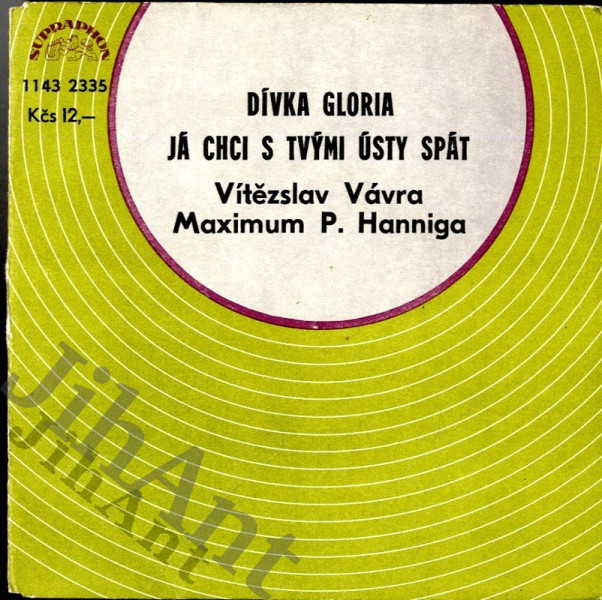 SUPRAPHON
1143 2335
Kčs 12,—
DÍVKA GLORIA
JÁ CHCI S TVÝMI ÚSTY SPÁT
Vítězslav Vávra
Maximum P. Hanniga
JihAnt
JihAnt